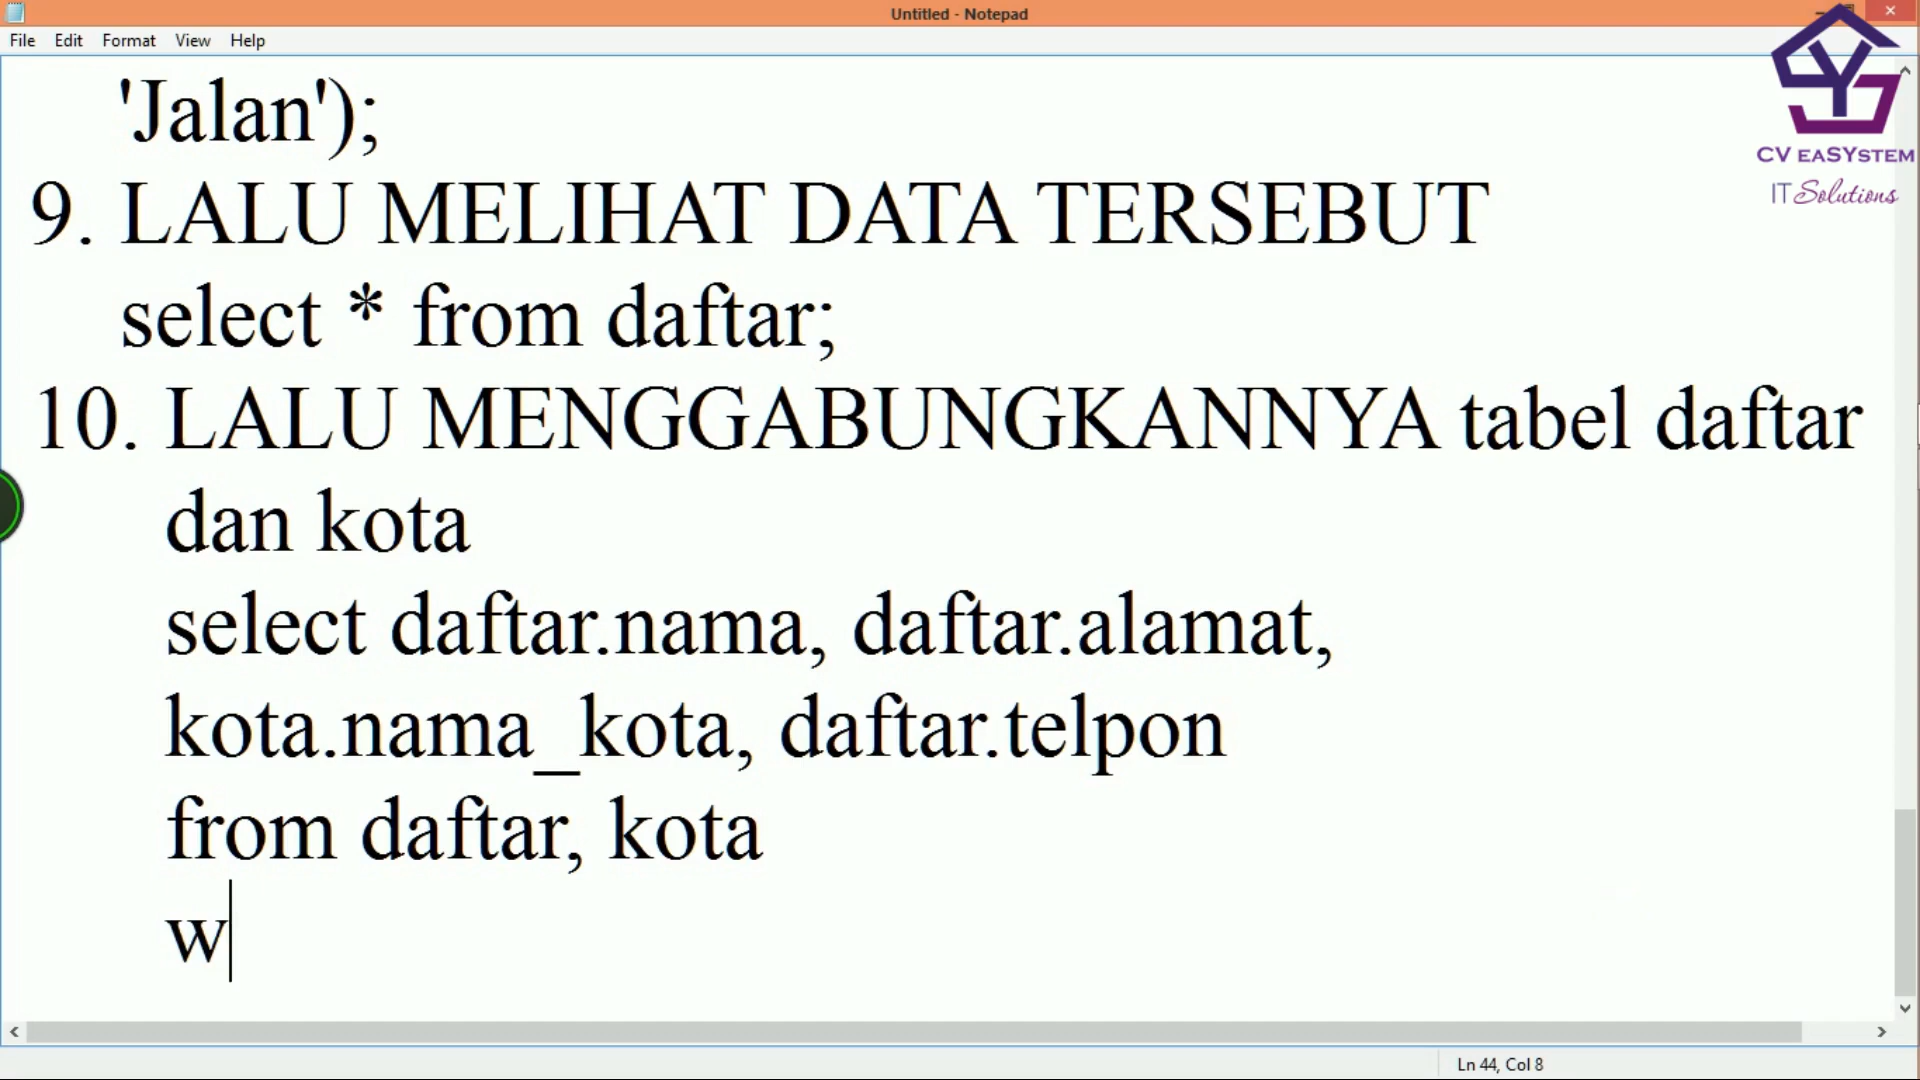 Untitled - Notepad
File Edit Format View Help
'Jalan');
9. LALU MELIHAT DATA TERSEBUT
select * from daftar;
10. LALU MENGGABUNGKANNYA tabel daftar
dan kota
select daftar.nama, daftar.alamat,
kota.nama_kota, daftar.telpon
from daftar, kota
w
CV eaSYstem
IT Solutions
Ln 44, Col 8